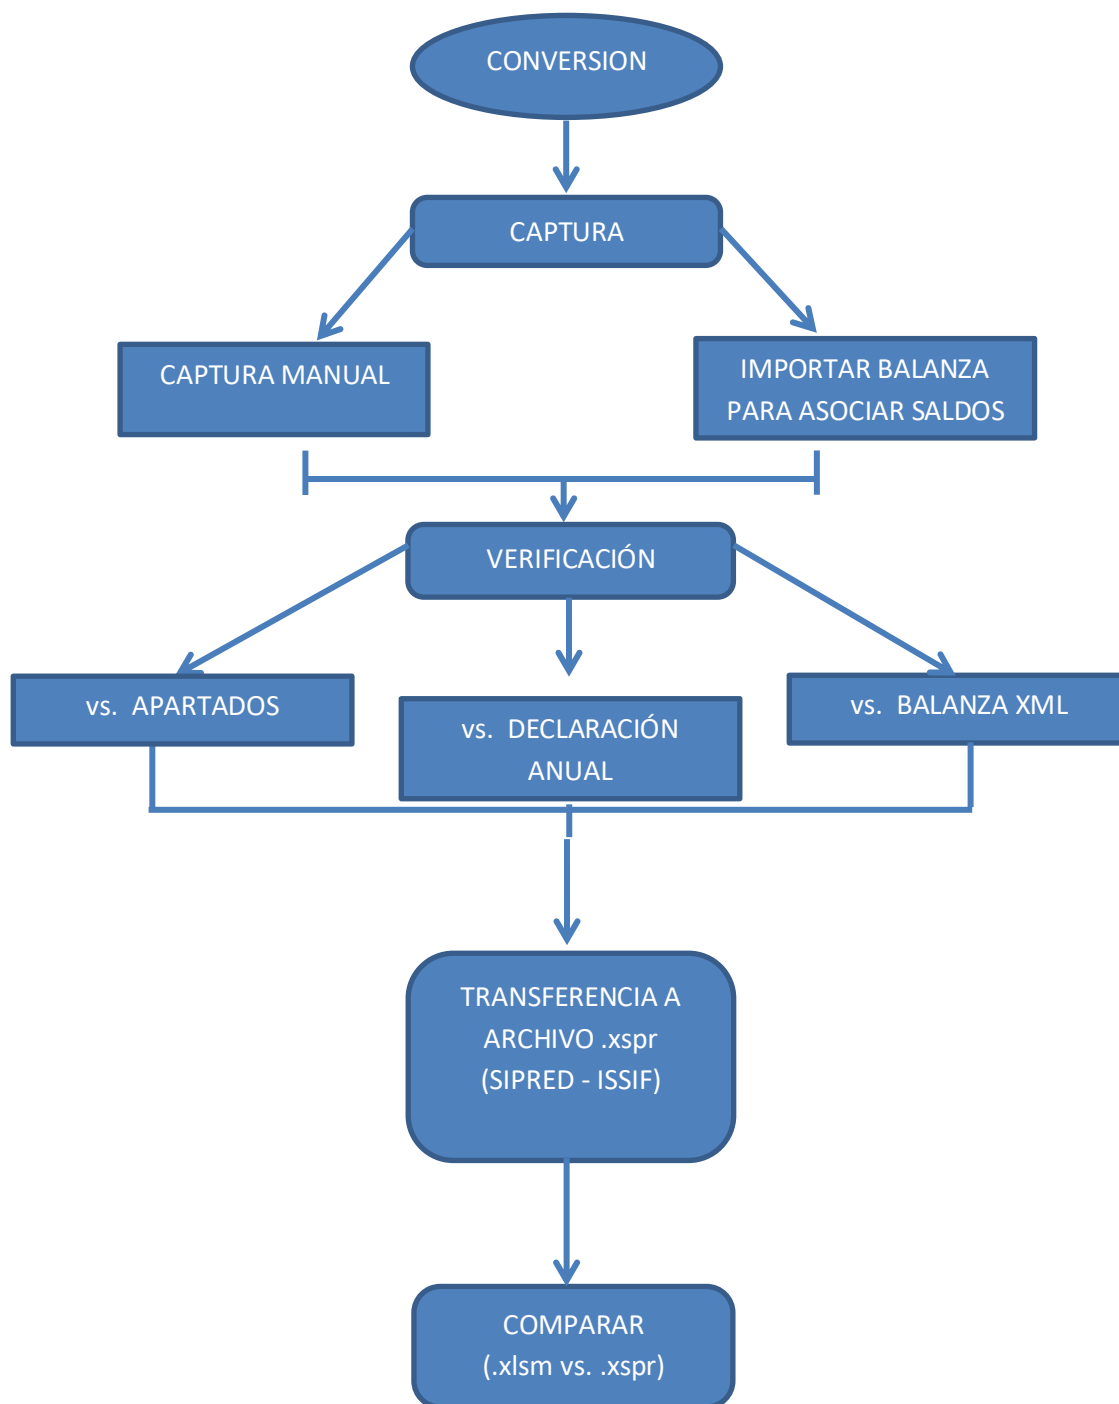 CONVERSION
CAPTURA
CAPTURA MANUAL
IMPORTAR BALANZA
PARA ASOCIAR SALDOS
VERIFICACIÓN
vs.  APARTADOS
vs.  DECLARACIÓN
ANUAL
vs.  BALANZA XML
TRANSFERENCIA A
ARCHIVO .xspr
(SIPRED - ISSIF)
COMPARAR
(.xlsm vs. .xspr)